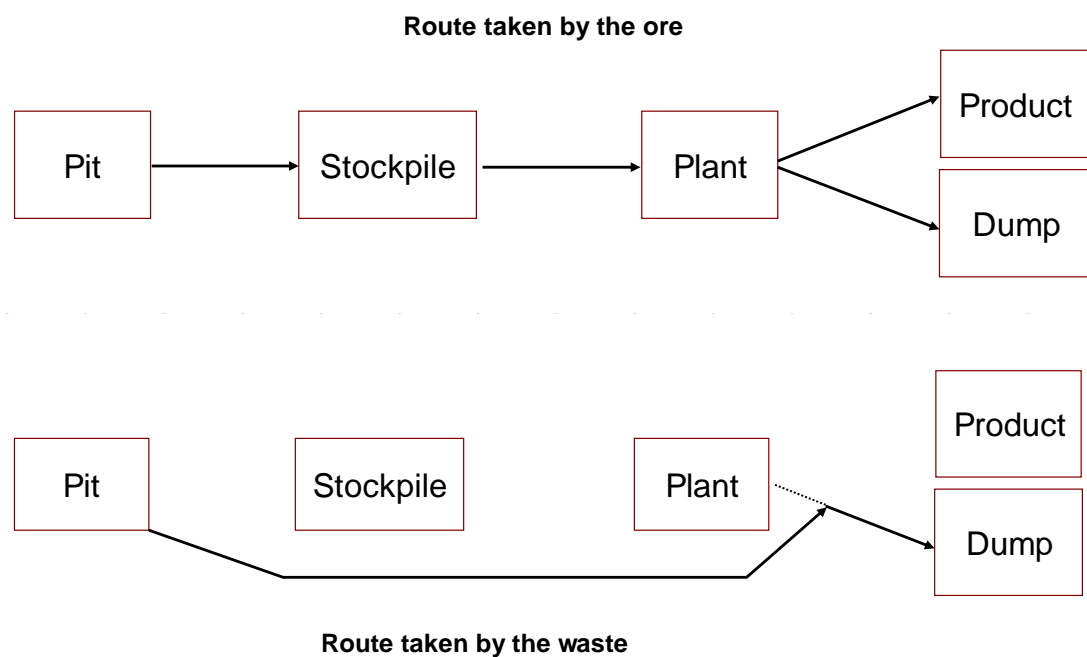 Route taken by the ore
Product
Pit
Stockpile
Plant
Dump
Product
Pit
Stockpile
Plant
Dump
Route taken by the waste